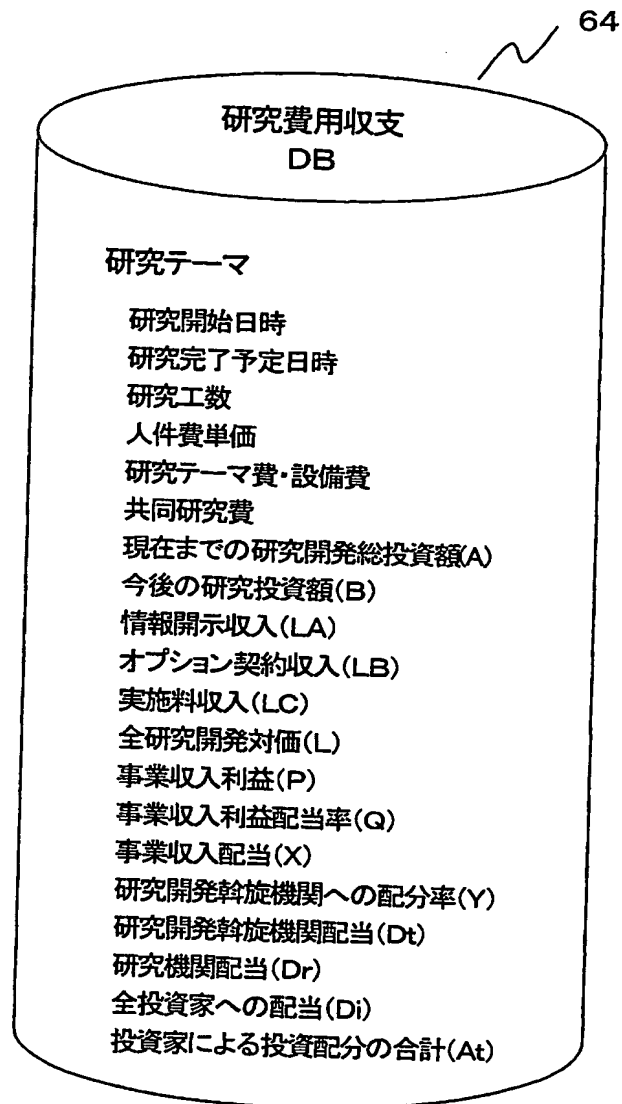 64
研究費用収支
DB
研究テーマ
研究開始日時
研究完了予定日時
研究工数
人件費単価
研究テーマ費・設備費
共同研究費
現在までの研究開発総投資額(A)
今後の研究投資額(B)
情報開示収入(LA)
オプション契約収入(LB)
実施料収入(LC)
全研究開発対価(L)
事業収入利益(P)
事業収入利益配当率(Q)
事業収入配当(X)
研究開発斡旋機関への配分率(Y)
研究開発斡旋機関配当(Dt)
研究機関配当(Dr)
全投資家への配当(Di)
投資家による投資配分の合計(At)